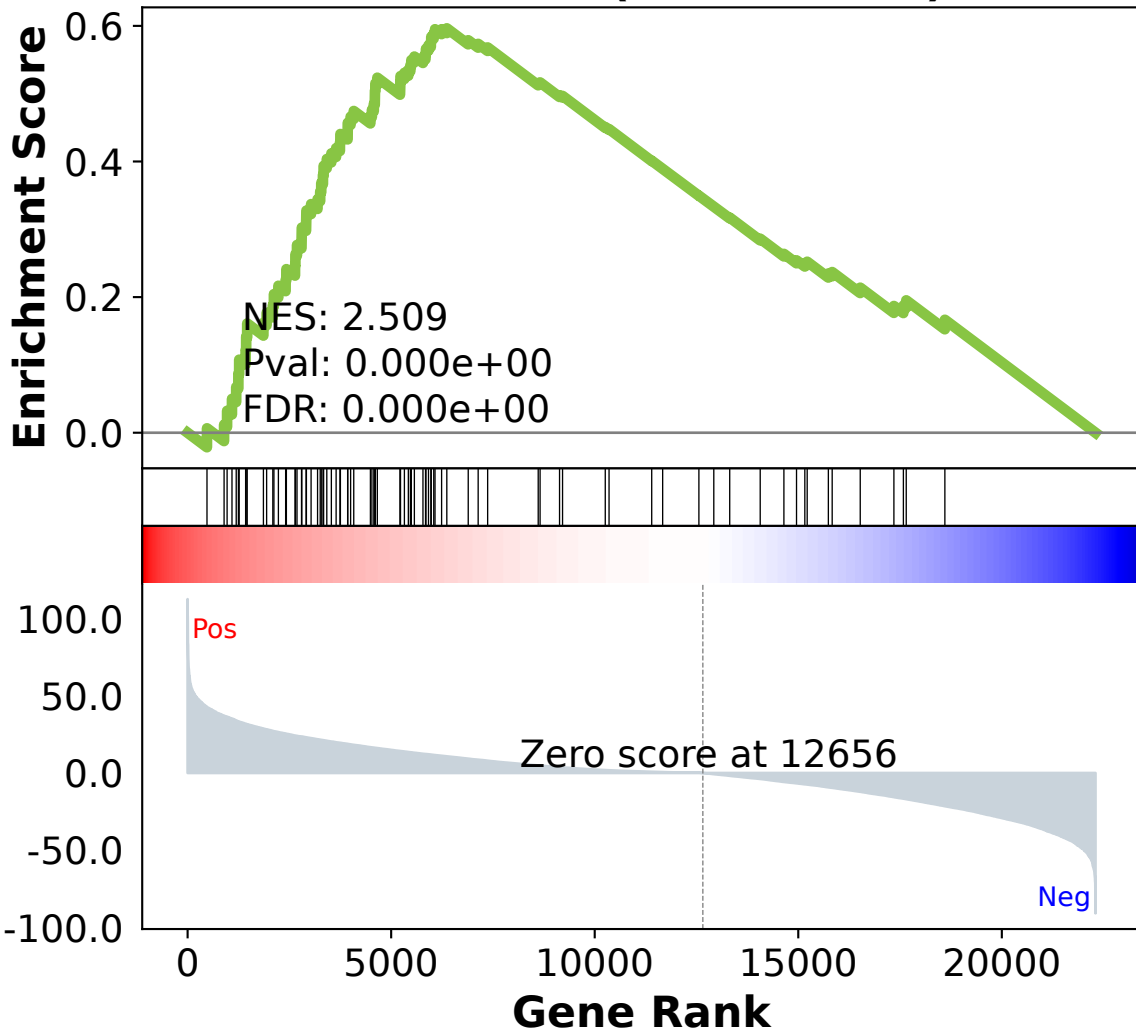 0.6
0.4
0.2
0.0
Enrichment Score
NES: 2.509
Pval: 0.000e+00
FDR: 0.000e+00
100.0
50.0
0.0
-50.0
-100.0
Pos
Zero score at 12656
Neg
0 5000 10000 15000 20000
Gene Rank